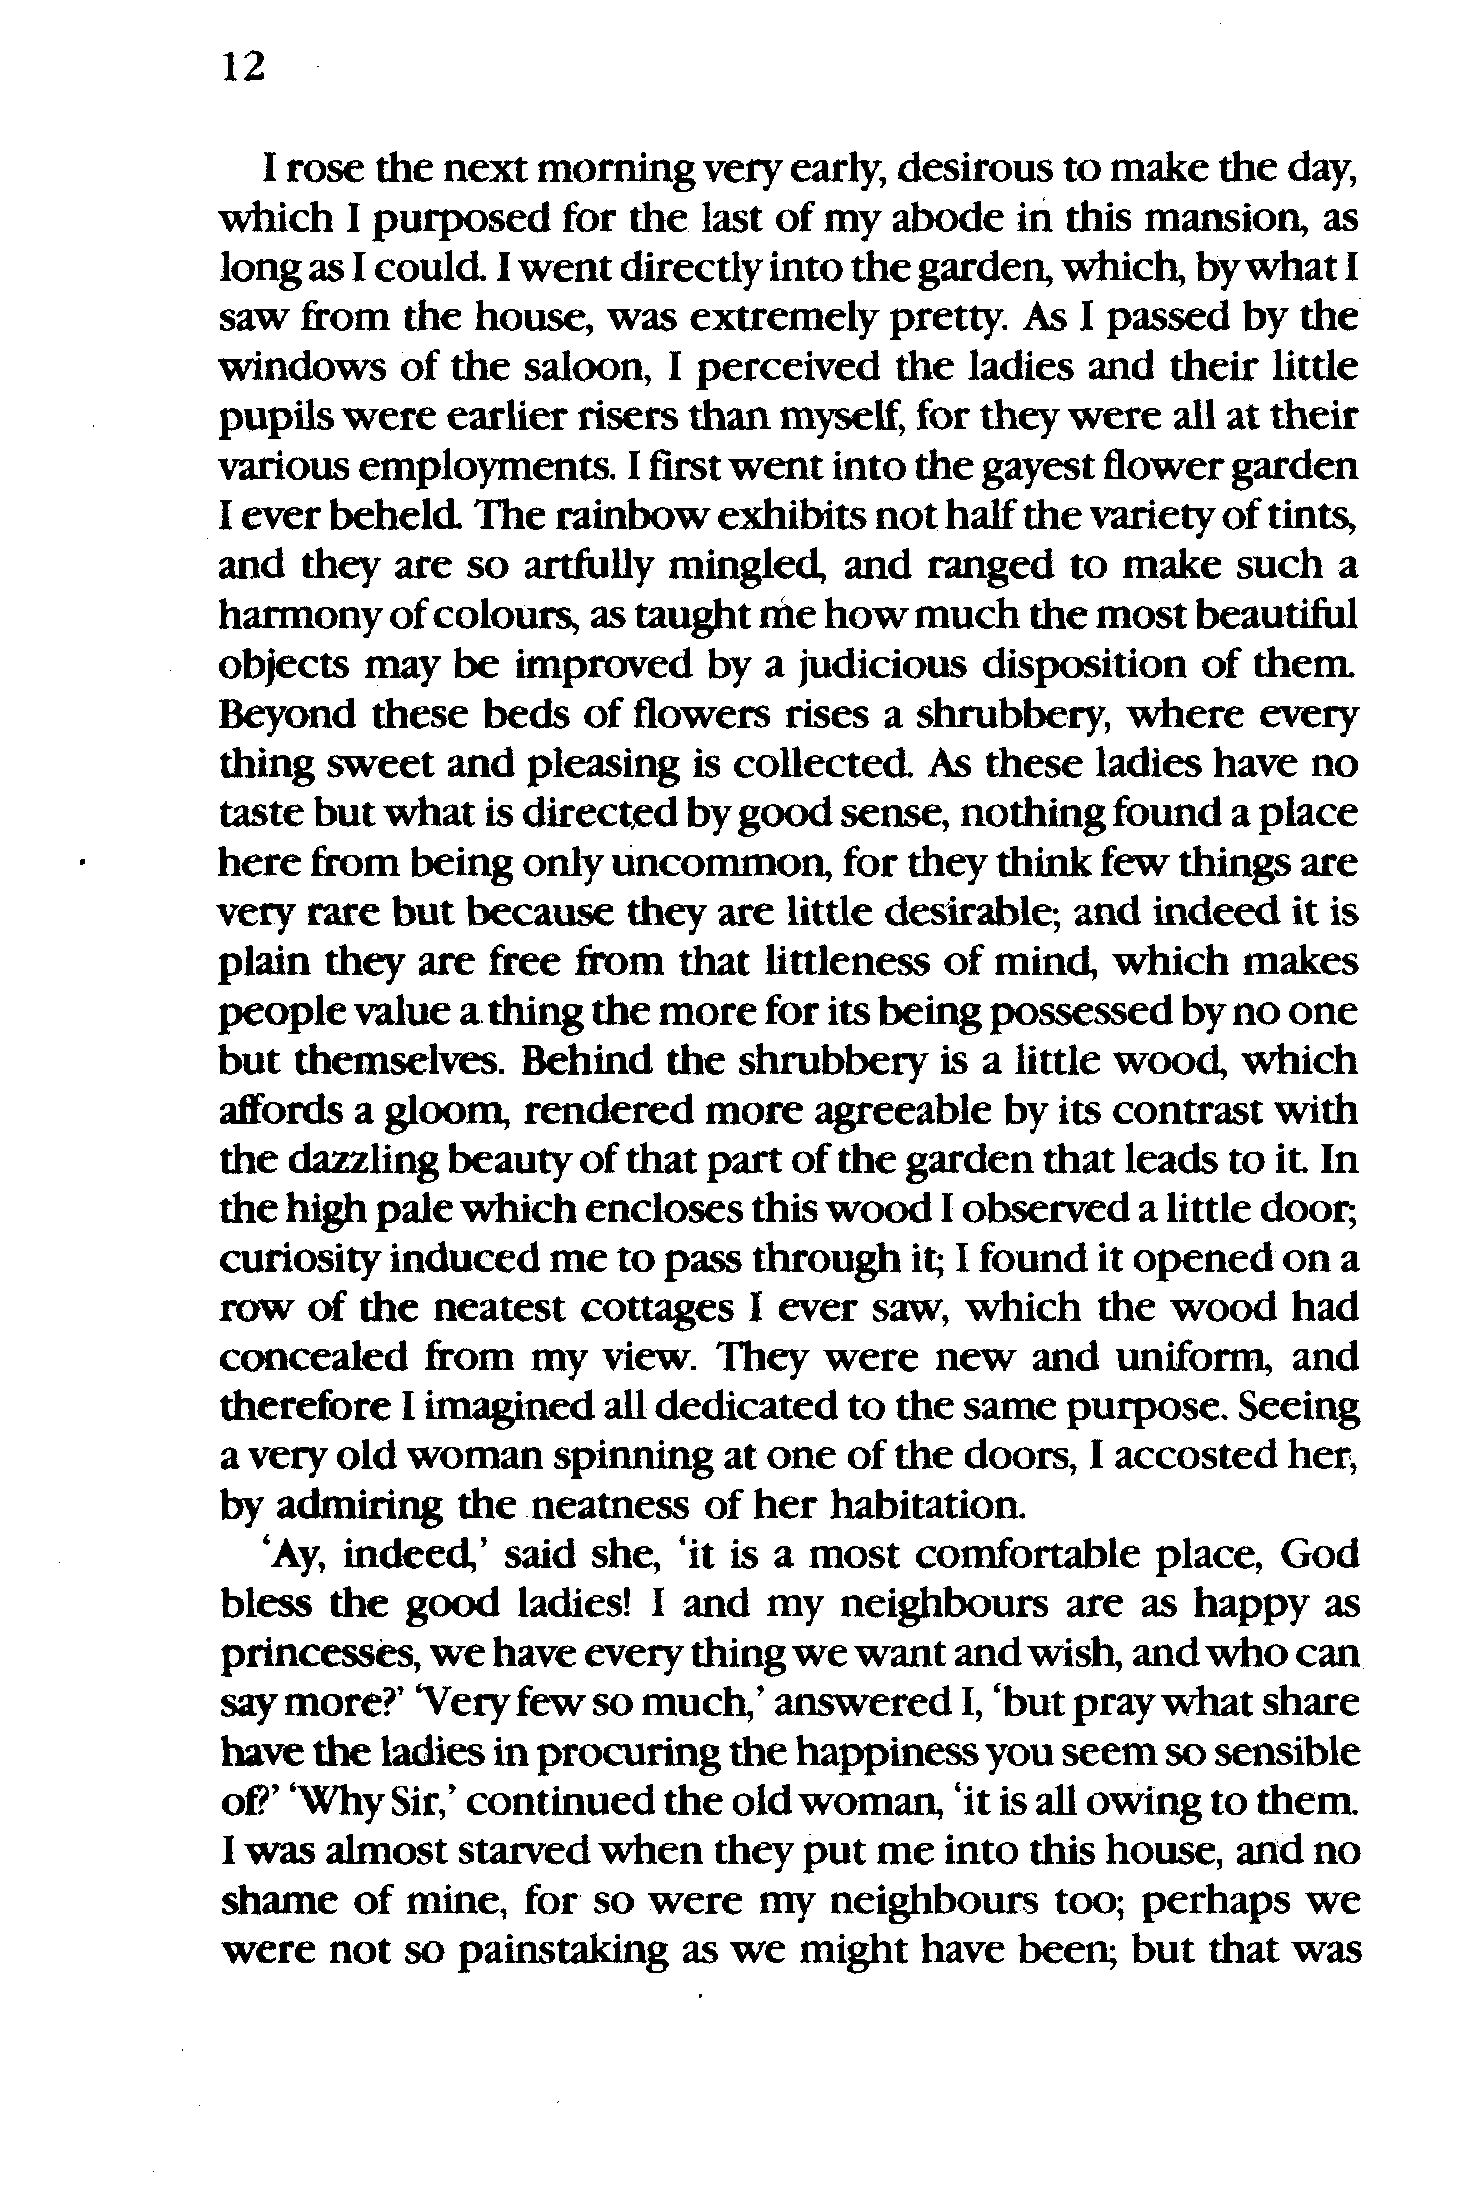 12
I rose the next morning very early, desirous to make the day,
which I purposed for the last of my abode in this mansion, as
long as I could. I went directly into the garden, which, by what I
saw from the house, was extremely pretty. As I passed by the
windows of the saloon, I perceived the ladies and their little
pupils were earlier risers than myself, for they were all at their
various employments. I first went into the gayest flower garden
I ever beheld. The rainbow exhibits not half the variety of tints,
and they are so artfully mingled, and ranged to make such a
harmony of colours, as taught me how much the most beautiful
objects may be improved by a judicious disposition of them.
Beyond these beds of flowers rises a shrubbery, where every
thing sweet and pleasing is collected. As these ladies have no
taste but what is directed by good sense, nothing found a place
here from being only uncommon, for they think few things are
very rare but because they are little desirable; and indeed it is
plain they are free from that littleness of mind, which makes
people value a thing the more for its being possessed by no one
but themselves. Behind the shrubbery is a little wood, which
affords a gloom, rendered more agreeable by its contrast with
the dazzling beauty of that part of the garden that leads to it. In
the high pale which encloses this wood I observed a little door;
curiosity induced me to pass through it; I found it opened on a
row of the neatest cottages I ever saw, which the wood had
concealed from my view. They were new and uniform, and
therefore I imagined all dedicated to the same purpose. Seeing
a very old woman spinning at one of the doors, I accosted her,
by admiring the neatness of her habitation.
‘Ay, indeed,’ said she, ‘it is a most comfortable place, God
bless the good ladies! I and my neighbours are as happy as
princesses, we have every thing we want and wish, and who can
say more?’ ‘Very few so much,’ answered I, ‘but pray what share
have the ladies in procuring the happiness you seem so sensible
of?’ ‘Why Sir,’ continued the old woman, ‘it is all owing to them.
I was almost starved when they put me into this house, and no
shame of mine, for so were my neighbours too; perhaps we
were not so painstaking as we might have been; but that was